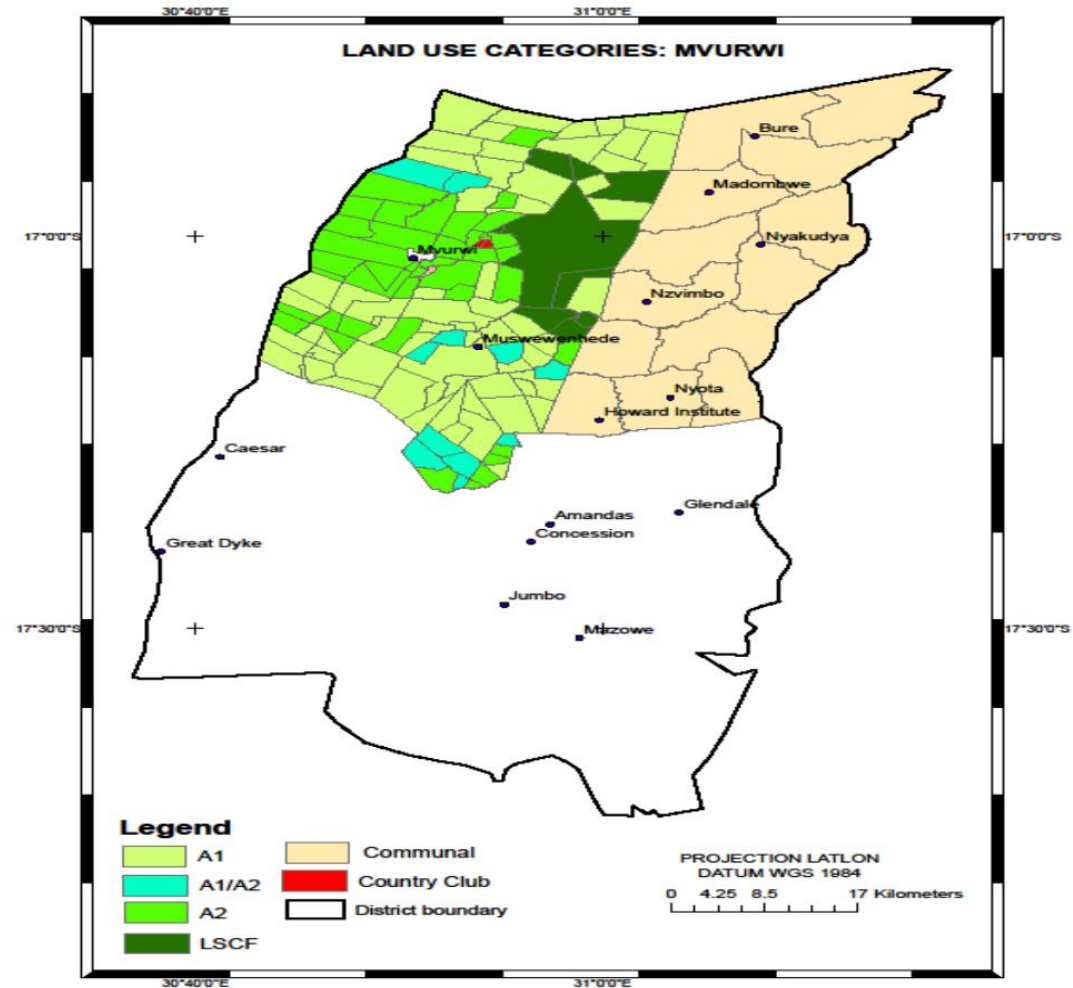 30°40'0"E 31°0'0"E
LAND USE CATEGORIES: MVURWI
Bure
Madombwe
17°0'0"S 17°0'0"S
Nyakudya
Mvurwi
Nzvimbo
Muswewenhede
Nyota
Howard Institute
Caesar
Glendale
Amandas
Concession
Great Dyke
Jumbo
17°30'0"S 17°30'0"S
Mazowe
Legend
A1
A1/A2
A2
LSCF
Communal
Country Club
District boundary
PROJECTION LATLON
DATUM WGS 1984
0 4.25 8.5 17 Kilometers
30°40'0"E 31°0'0"E